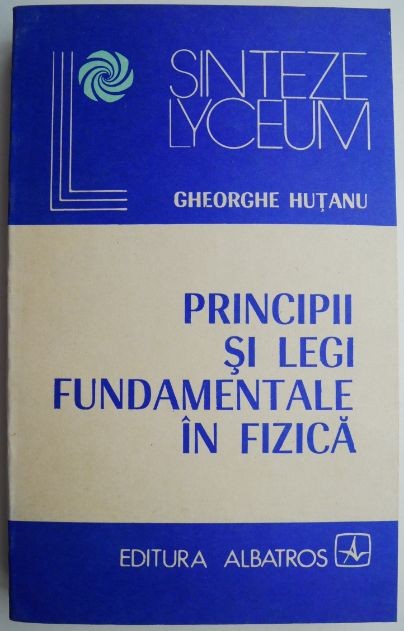 SINTEZE
LYCEUM
GHEORGHE HUŢANU
PRINCIPII
ŞI LEGI
FUNDAMENTALE
ÎN FIZICĂ
EDITURA ALBATROS